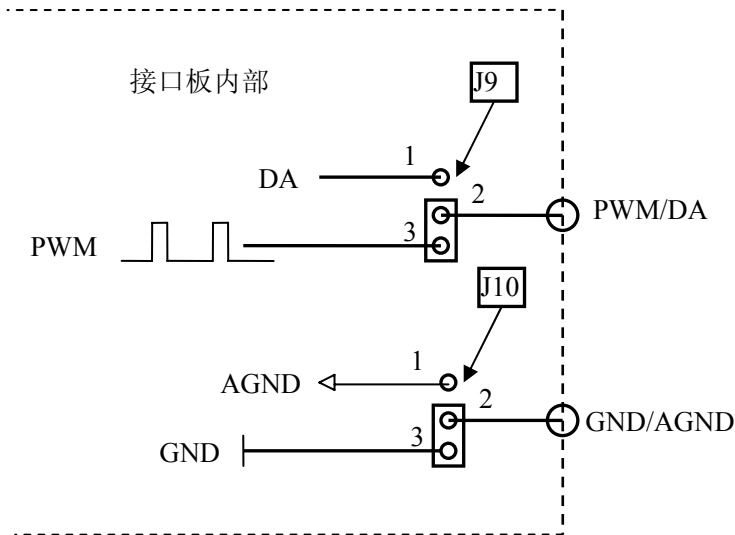 接口板内部
J9
1
DA
2
PWM/DA
3
PWM
J10
1
AGND
2
GND/AGND
3
GND